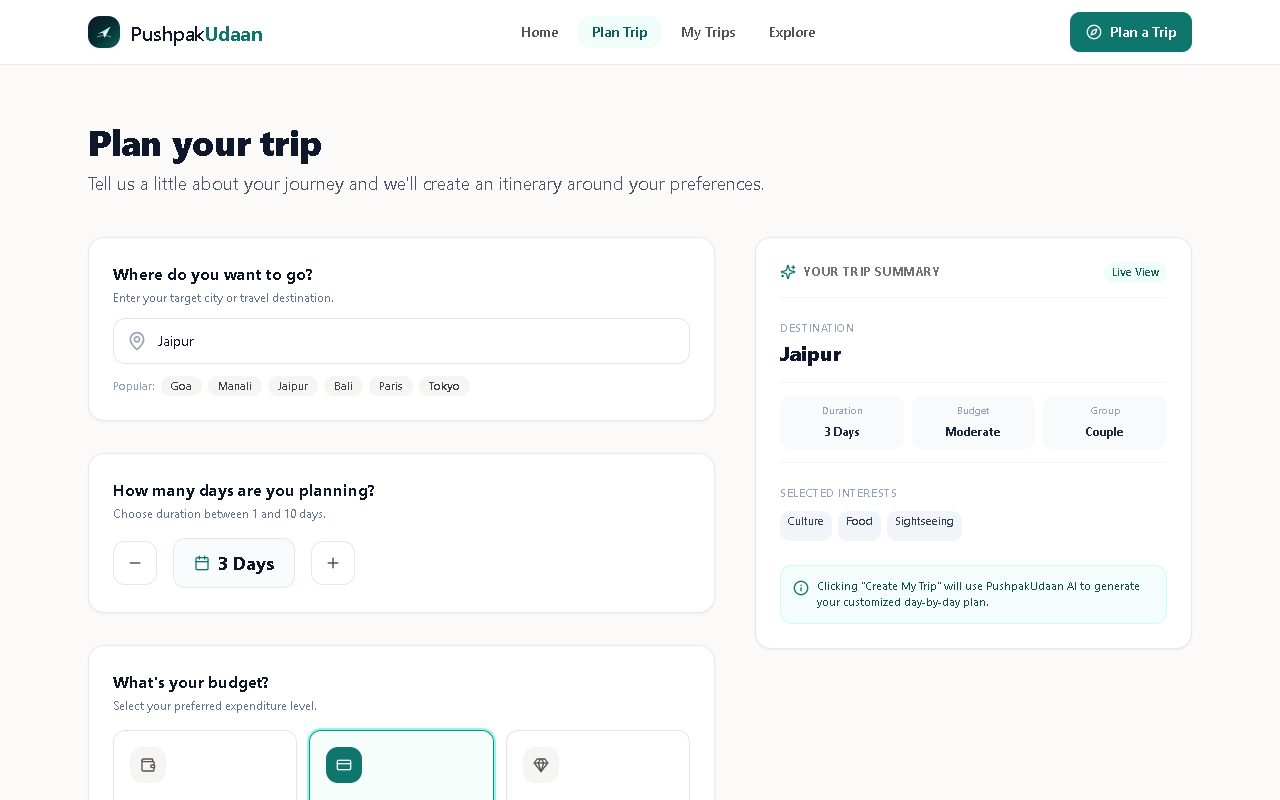 PushpakUdaan
Home
Plan Trip
My Trips
Explore
Plan a Trip
Plan your trip
Tell us a little about your journey and we'll create an itinerary around your preferences.
Where do you want to go?
Enter your target city or travel destination.
Jaipur
Popular:
Goa
Manali
Jaipur
Bali
Paris
Tokyo
How many days are you planning?
Choose duration between 1 and 10 days.
3 Days
What's your budget?
Select your preferred expenditure level.
YOUR TRIP SUMMARY
Live View
DESTINATION
Jaipur
Duration
3 Days
Budget
Moderate
Group
Couple
SELECTED INTERESTS
Culture
Food
Sightseeing
Clicking "Create My Trip" will use PushpakUdaan AI to generate
your customized day-by-day plan.